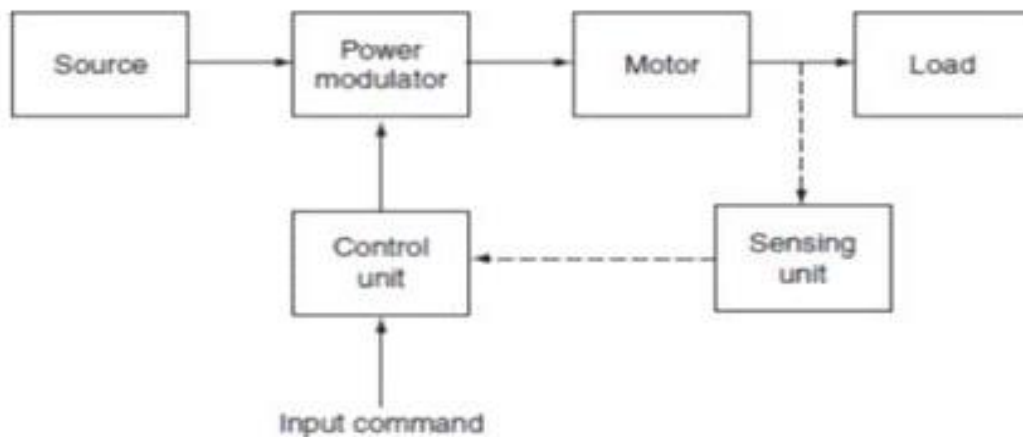 Source
Power
modulator
Motor
Load
Control
unit
Sensing
unit
Input command